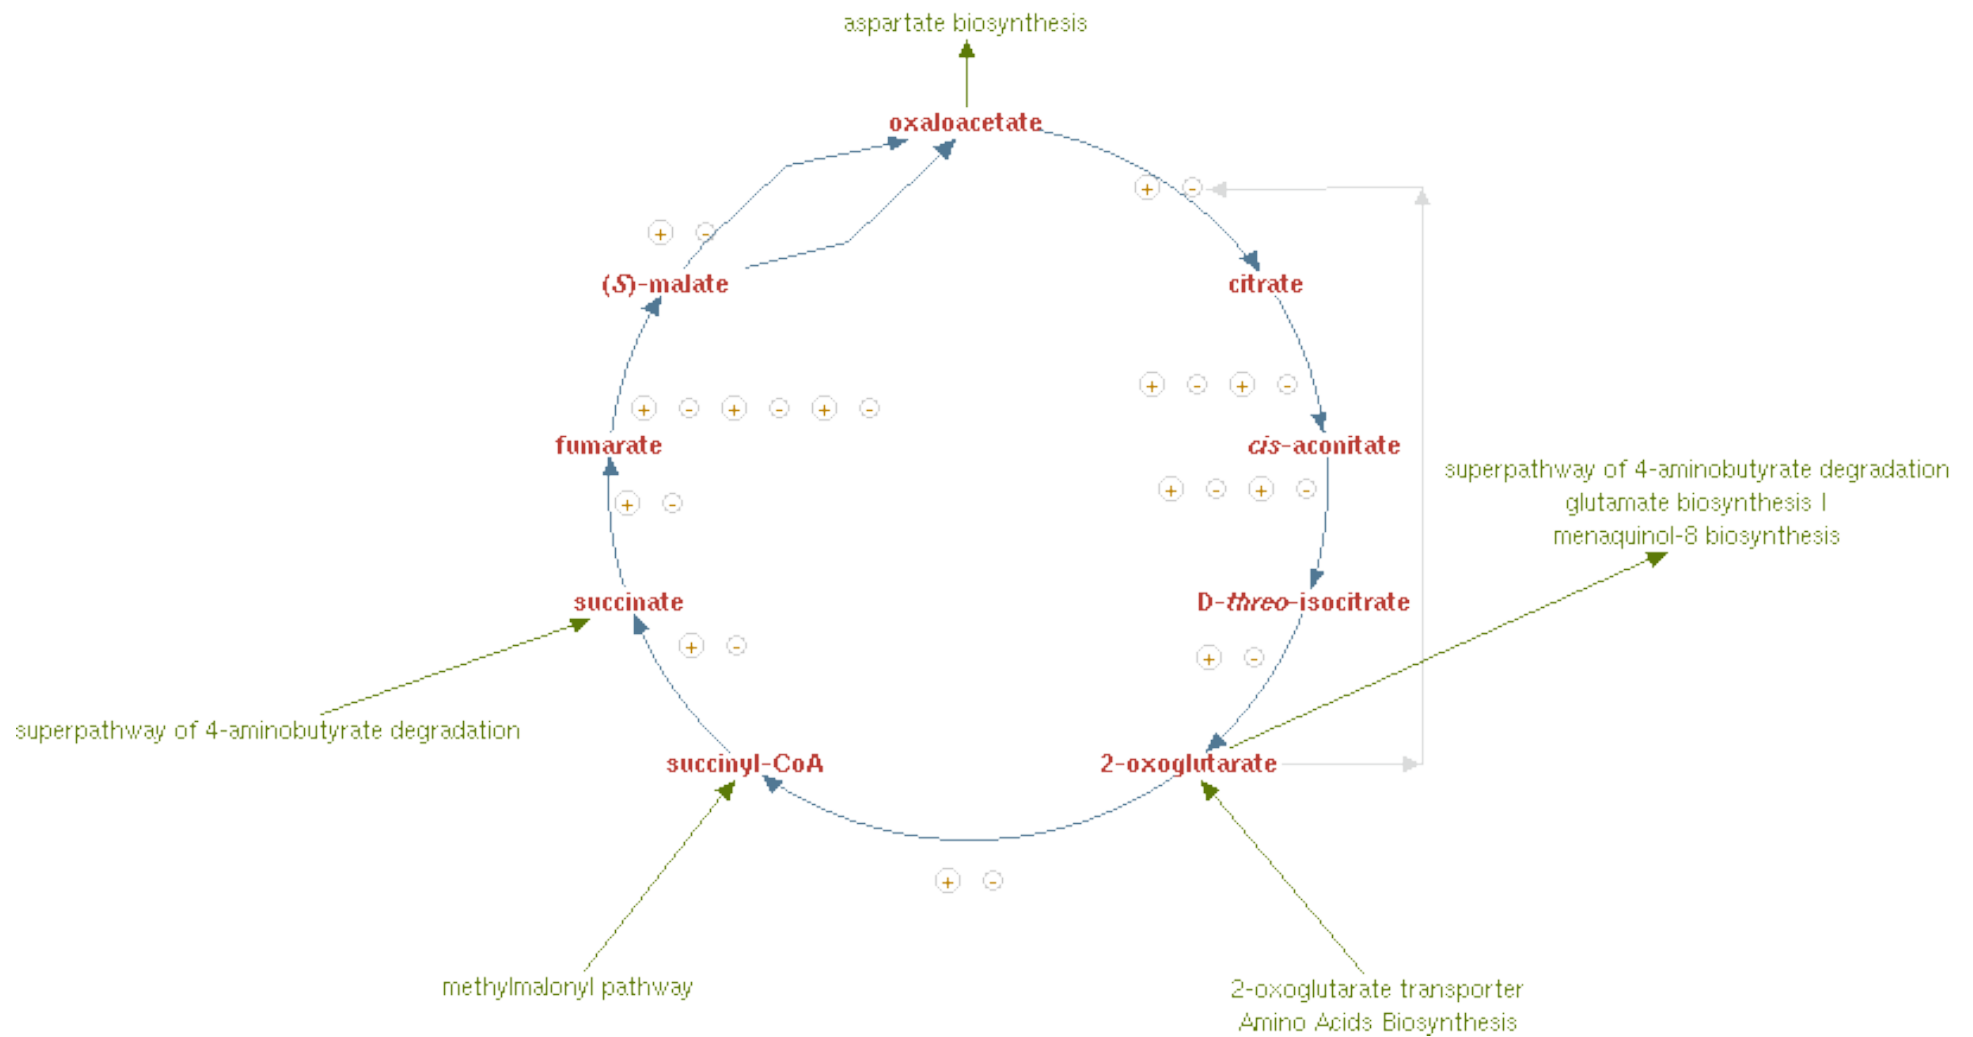 aspartate biosynthesis
oxaloacetate
+ -
+ -
(S)-malate
citrate
+ - + -
+ - + - + -
fumarate
cis-aconitate
superpathway of 4-aminobutyrate degradation
glutamate biosynthesis I
menaquinol-8 biosynthesis
+ - + -
+ -
succinate
D-threo-isocitrate
+ -
+ -
superpathway of 4-aminobutyrate degradation
succinyl-CoA
2-oxoglutarate
+ -
methylmalonyl pathway
2-oxoglutarate transporter
Amino Acids Biosynthesis